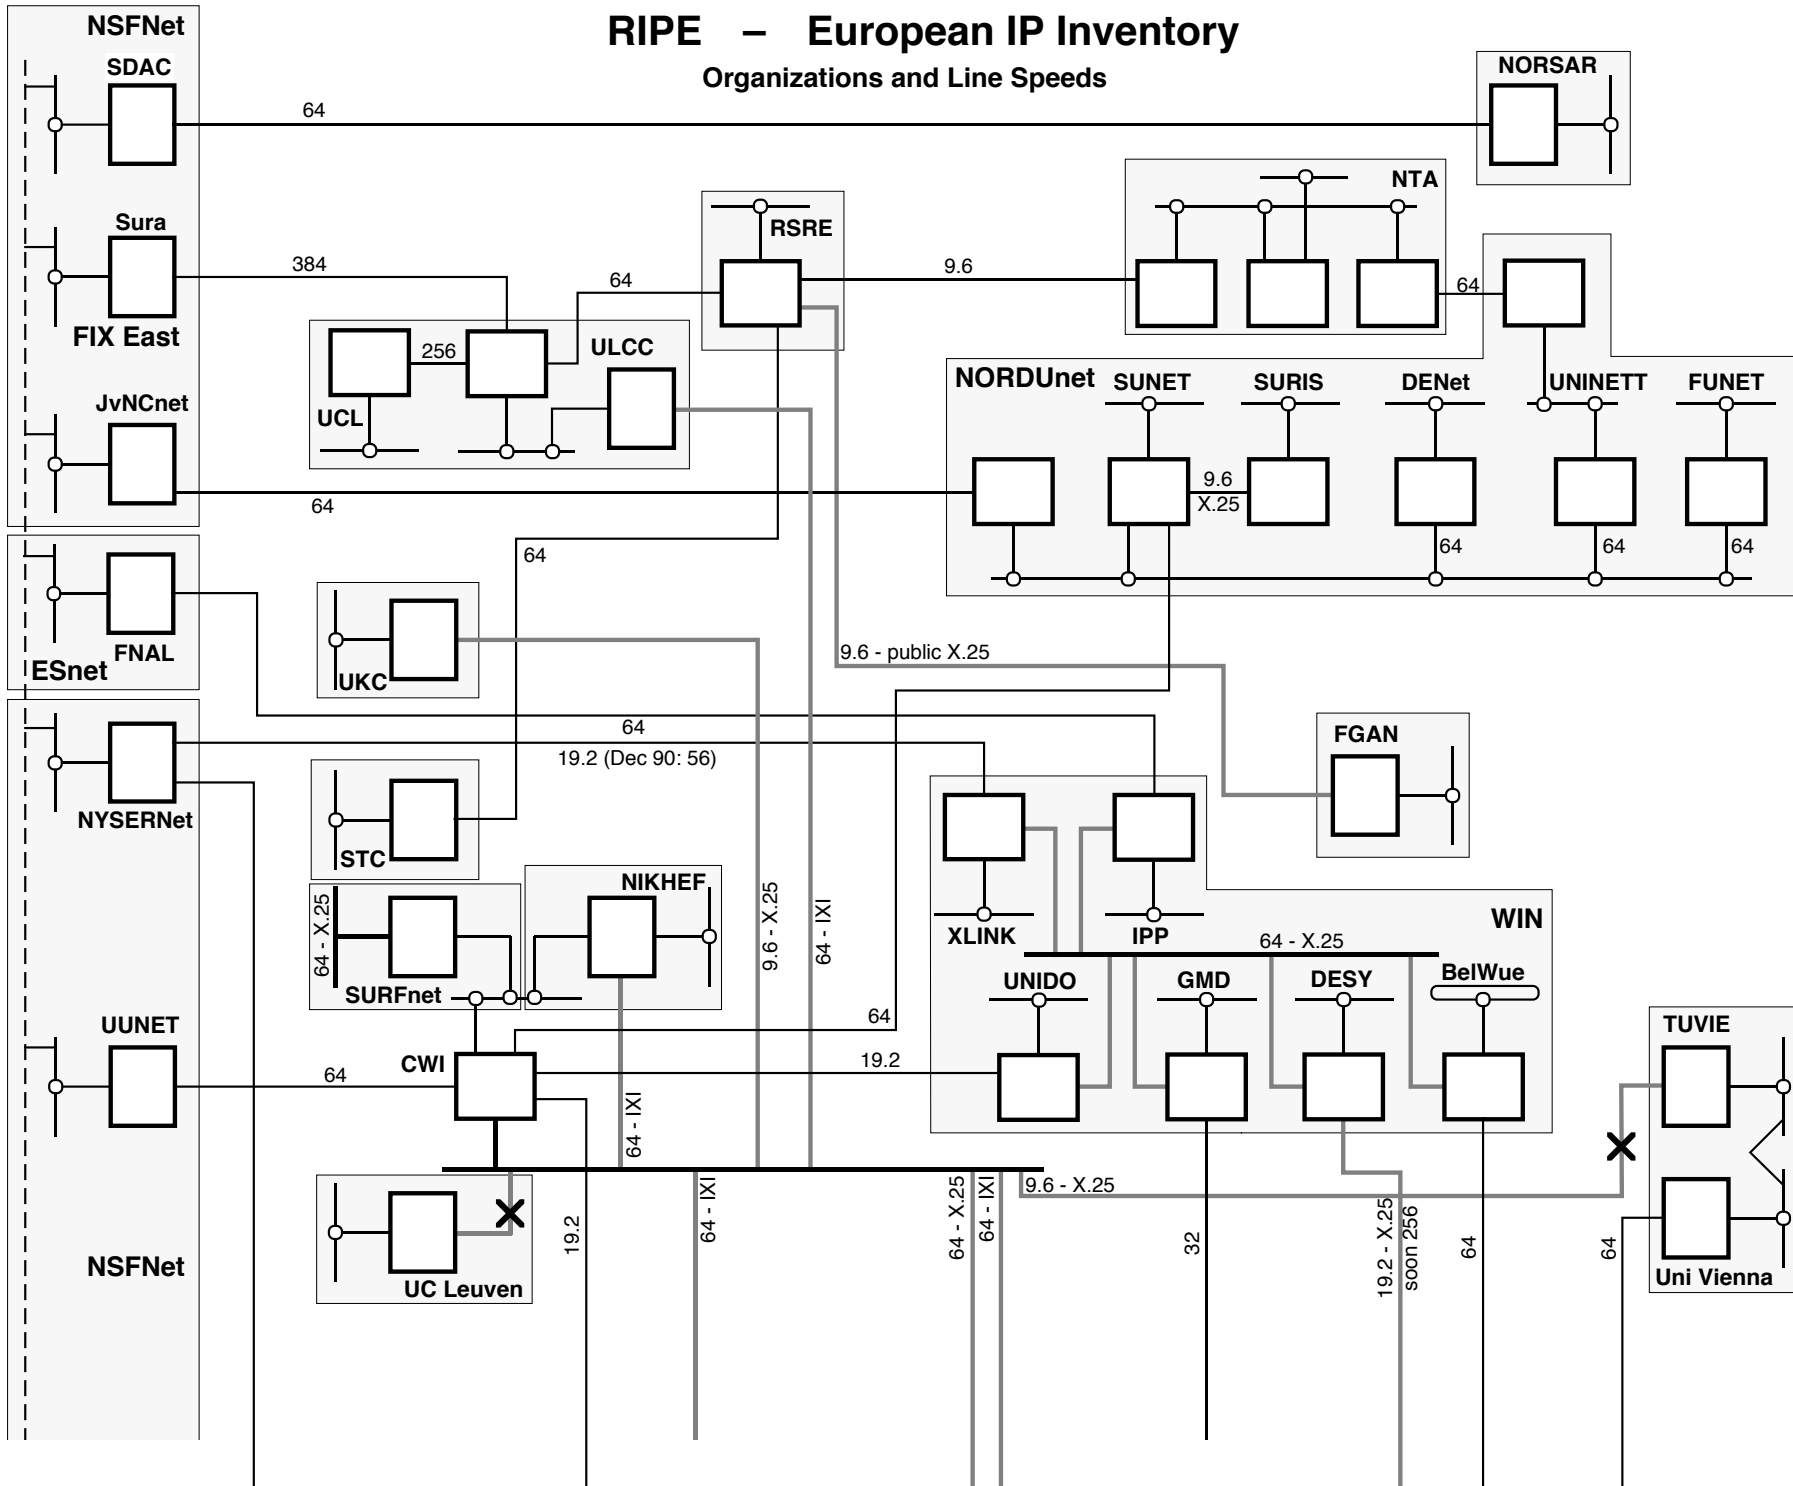 RIPE – European IP Inventory
Organizations and Line Speeds
NSFNet
SDAC
64
NORSAR
Sura
384
FIX East
RSRE
64
9.6
NTA
64
UCL
256
ULCC
JvNCnet
64
NORDUnet
SUNET
SURIS
DENet
UNINETT
FUNET
9.6
X.25
64
64
64
64
FNAL
ESnet
UKC
9.6 - public X.25
64
19.2 (Dec 90: 56)
NYSERNet
STC
FGAN
64 - X.25
SURFnet
NIKHEF
9.6 - X.25
64 - IXI
WIN
XLINK
IPP
64 - X.25
UNIDO
GMD
DESY
BelWue
UUNET
64
CWI
64
19.2
64 - IXI
TUVIE
UC Leuven
19.2
64 - IXI
64 - X.25
64 - IXI
9.6 - X.25
32
19.2 - X.25
soon 256
64
64
Uni Vienna
NSFNet